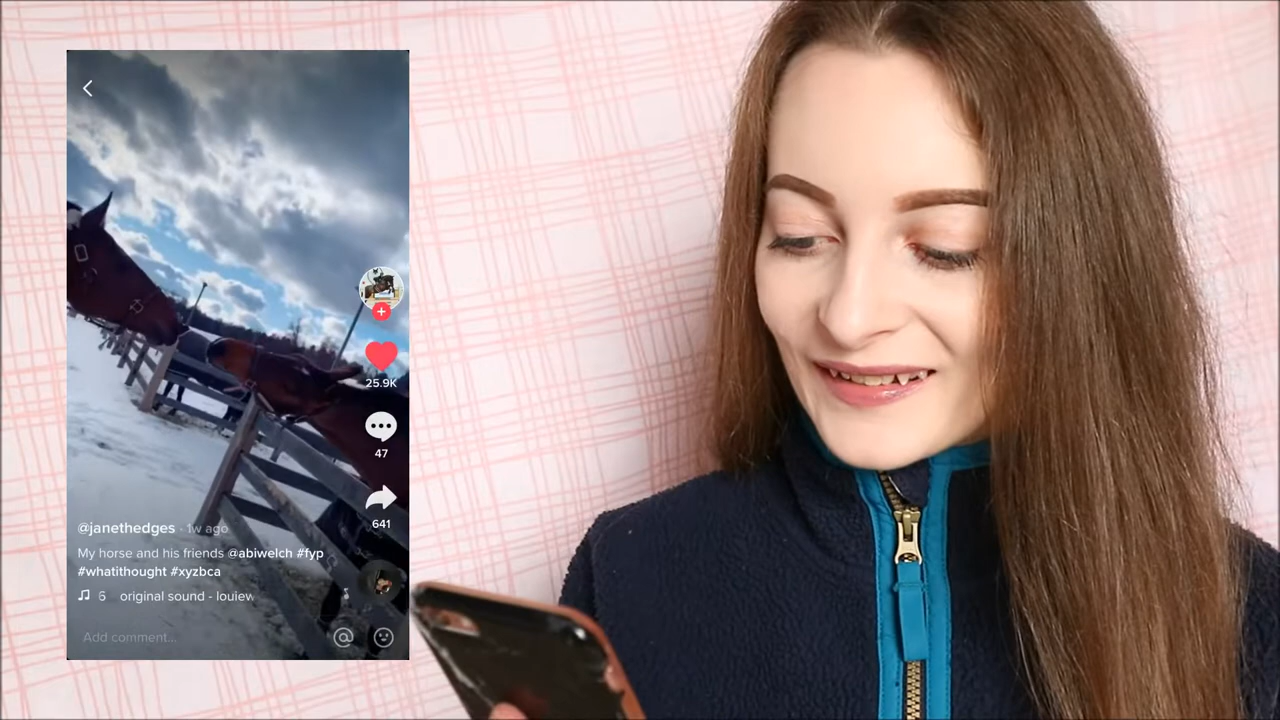 25.9K
47
641
@janethedges · 1w ago
My horse and his friends @abiwelch #fyp
#whatithought #xyzbca
6 original sound - louiew
Add comment...